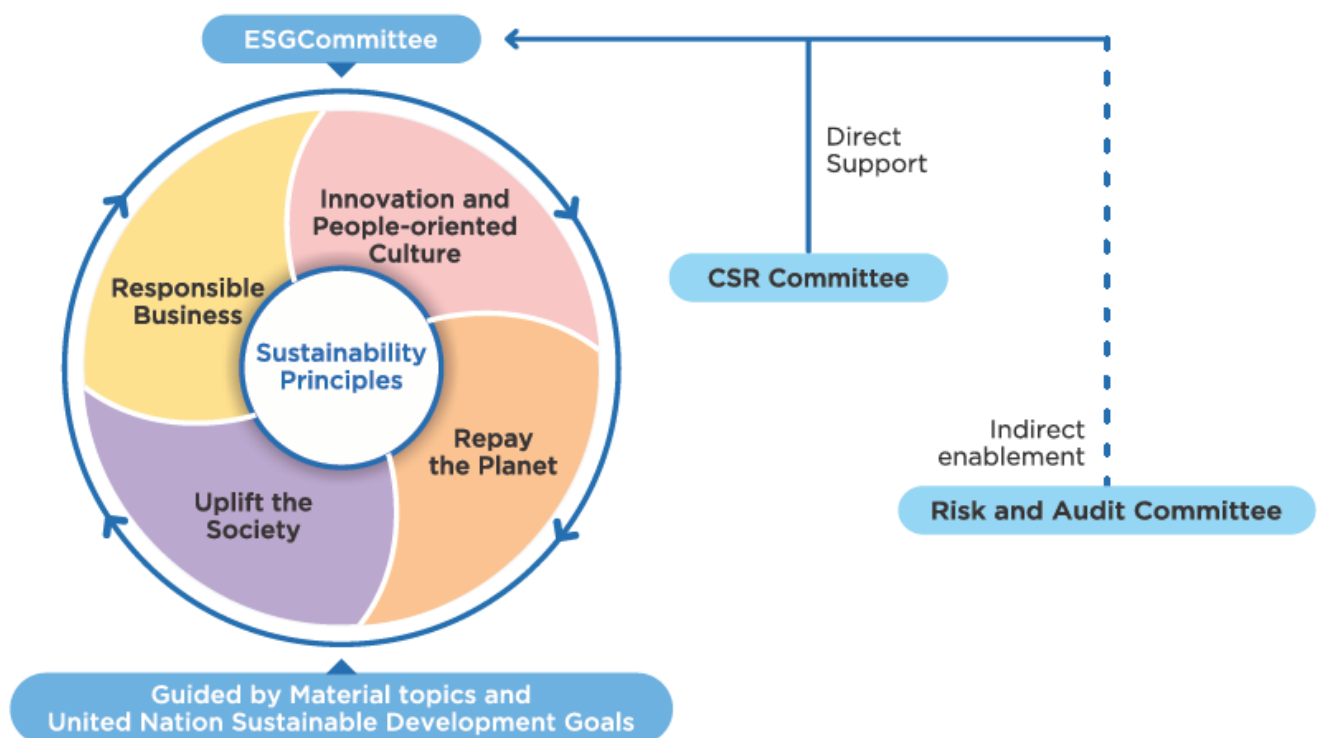 ESGCommittee
Direct
Support
Innovation and
People-oriented
Culture
CSR Committee
Responsible
Business
Sustainability
Principles
Repay
the Planet
Indirect
enablement
Uplift the
Society
Risk and Audit Committee
Guided by Material topics and
United Nation Sustainable Development Goals